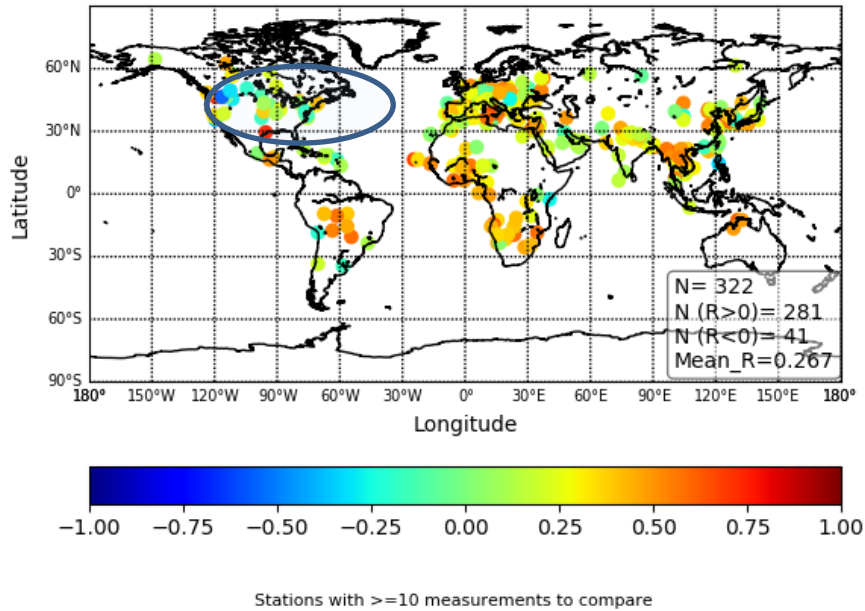 60°N
30°N
0°
30°S
60°S
90°S
Latitude
N= 322
N (R>0)= 281
N (R<0)= 41
Mean_R=0.267
180° 150°W 120°W 90°W 60°W 30°W 0° 30°E 60°E 90°E 120°E 150°E 180°
Longitude
−1.00 −0.75 −0.50 −0.25 0.00 0.25 0.50 0.75 1.00
Stations with >=10 measurements to compare